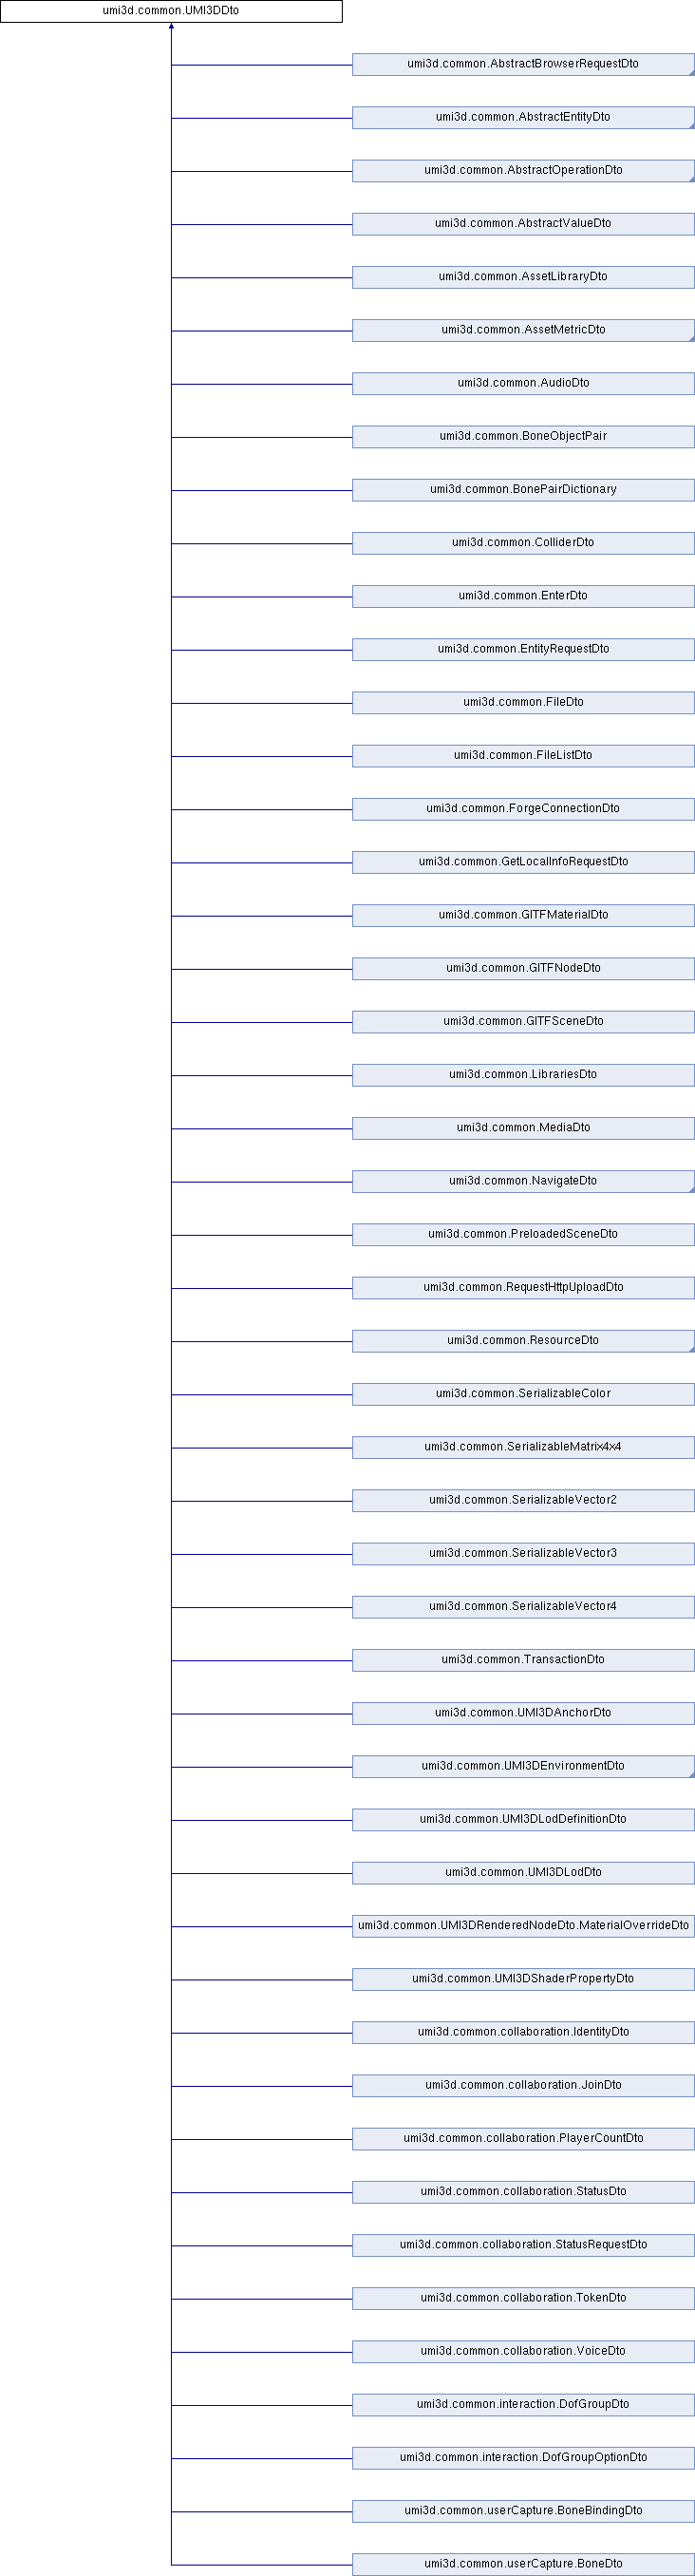 umi3d.common.UMI3DDto
umi3d.common.AbstractBrowserRequestDto
umi3d.common.AbstractEntityDto
umi3d.common.AbstractOperationDto
umi3d.common.AbstractValueDto
umi3d.common.AssetLibraryDto
umi3d.common.AssetMetricDto
umi3d.common.AudioDto
umi3d.common.BoneObjectPair
umi3d.common.BonePairDictionary
umi3d.common.ColliderDto
umi3d.common.EnterDto
umi3d.common.EntityRequestDto
umi3d.common.FileDto
umi3d.common.FileListDto
umi3d.common.ForgeConnectionDto
umi3d.common.GetLocalInfoRequestDto
umi3d.common.GlTFMaterialDto
umi3d.common.GlTFNodeDto
umi3d.common.GlTFSceneDto
umi3d.common.LibrariesDto
umi3d.common.MediaDto
umi3d.common.NavigateDto
umi3d.common.PreloadedSceneDto
umi3d.common.RequestHttpUploadDto
umi3d.common.ResourceDto
umi3d.common.SerializableColor
umi3d.common.SerializableMatrix4x4
umi3d.common.SerializableVector2
umi3d.common.SerializableVector3
umi3d.common.SerializableVector4
umi3d.common.TransactionDto
umi3d.common.UMI3DAnchorDto
umi3d.common.UMI3DEnvironmentDto
umi3d.common.UMI3DLodDefinitionDto
umi3d.common.UMI3DLodDto
umi3d.common.UMI3DRenderedNodeDto.MaterialOverrideDto
umi3d.common.UMI3DShaderPropertyDto
umi3d.common.collaboration.IdentityDto
umi3d.common.collaboration.JoinDto
umi3d.common.collaboration.PlayerCountDto
umi3d.common.collaboration.StatusDto
umi3d.common.collaboration.StatusRequestDto
umi3d.common.collaboration.TokenDto
umi3d.common.collaboration.VoiceDto
umi3d.common.interaction.DofGroupDto
umi3d.common.interaction.DofGroupOptionDto
umi3d.common.userCapture.BoneBindingDto
umi3d.common.userCapture.BoneDto